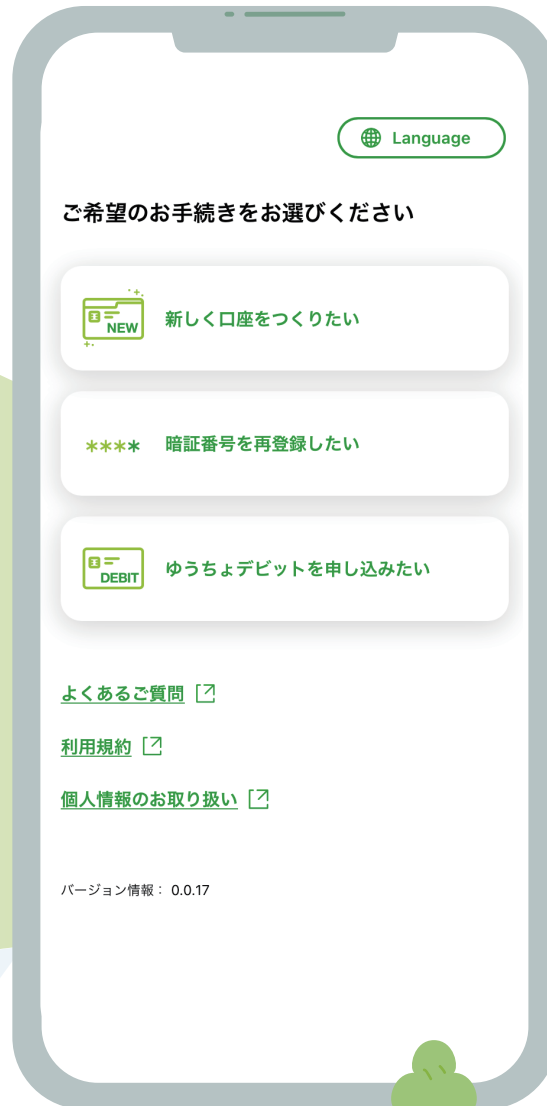 Language
ご希望のお手続きをお選びください
NEW
新しく口座をつくりたい
****
暗証番号を再登録したい
DEBIT
ゆうちょデビットを申し込みたい
よくあるご質問
利用規約
個人情報のお取り扱い
バージョン情報： 0.0.17